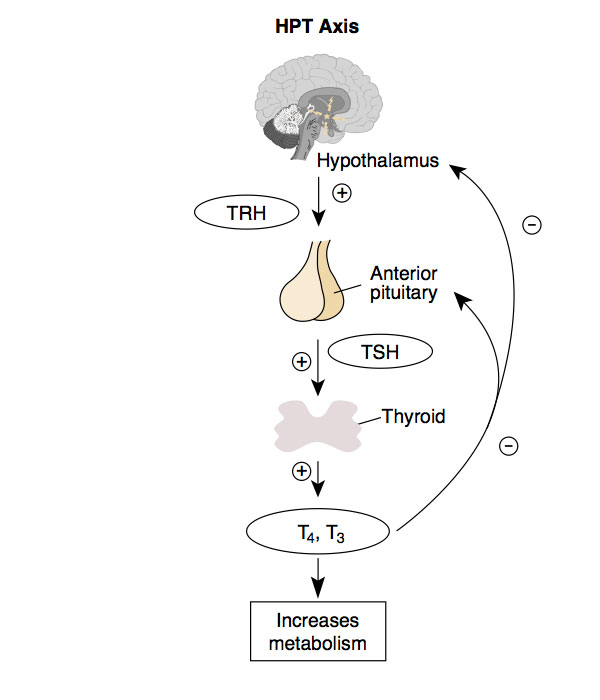 HPT Axis
Hypothalamus
+
TRH
−
Anterior
pituitary
TSH
+
Thyroid
−
+
T₄, T₃
Increases
metabolism